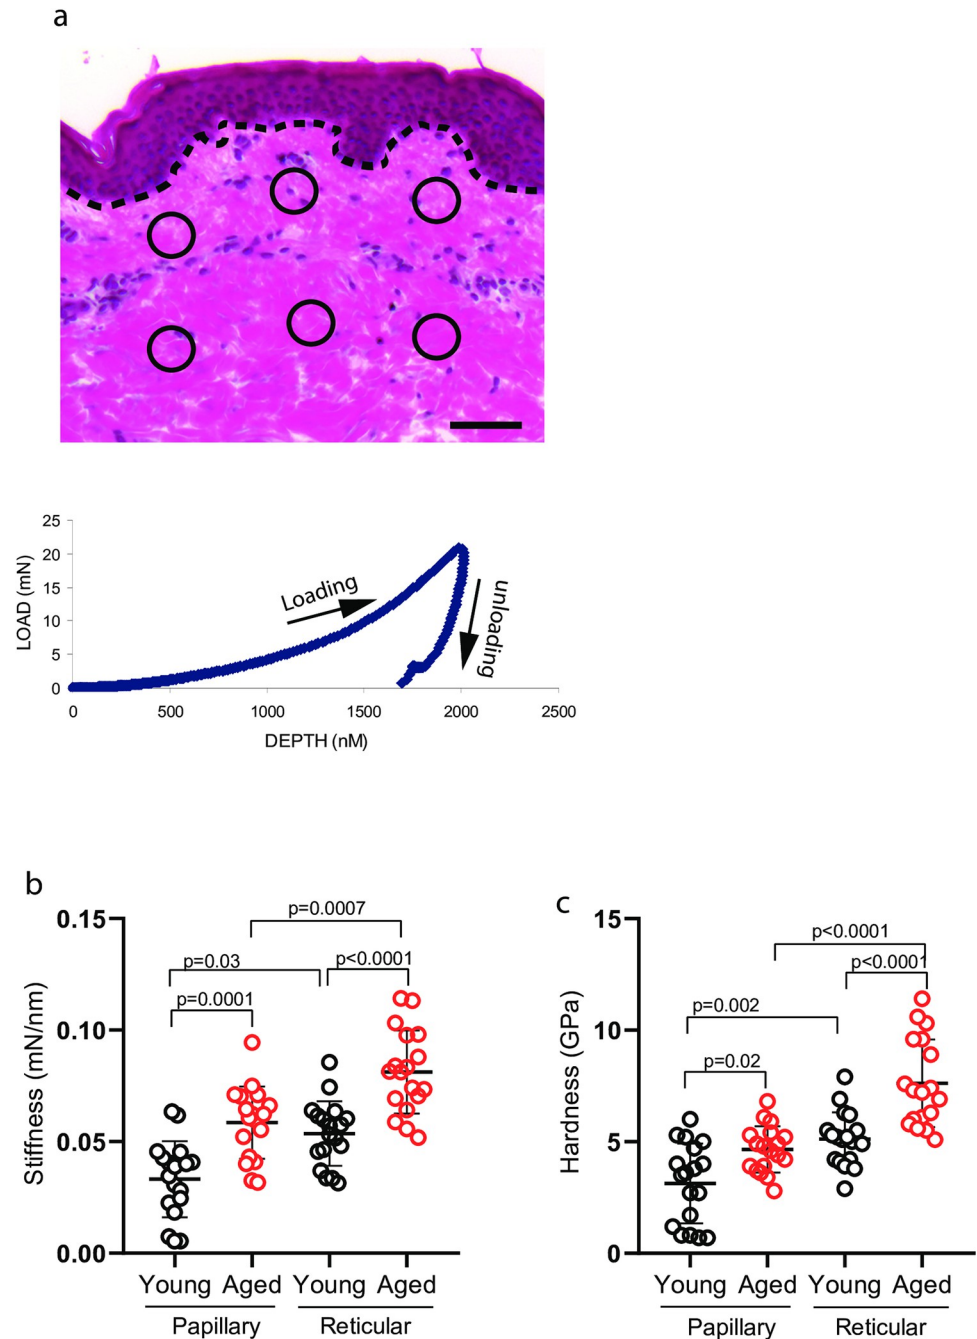 a
25
20
15
10
5
0
LOAD (mN)
Loading
unloading
0 500 1000 1500 2000 2500
DEPTH (nM)
b
0.15
0.10
0.05
0.00
Stiffness (mN/nm)
p=0.0007
p=0.03
p<0.0001
p=0.0001
Young Aged Young Aged
Papillary Reticular
c
15
10
5
0
Hardness (GPa)
p<0.0001
p<0.0001
p=0.002
p=0.02
Young Aged Young Aged
Papillary Reticular